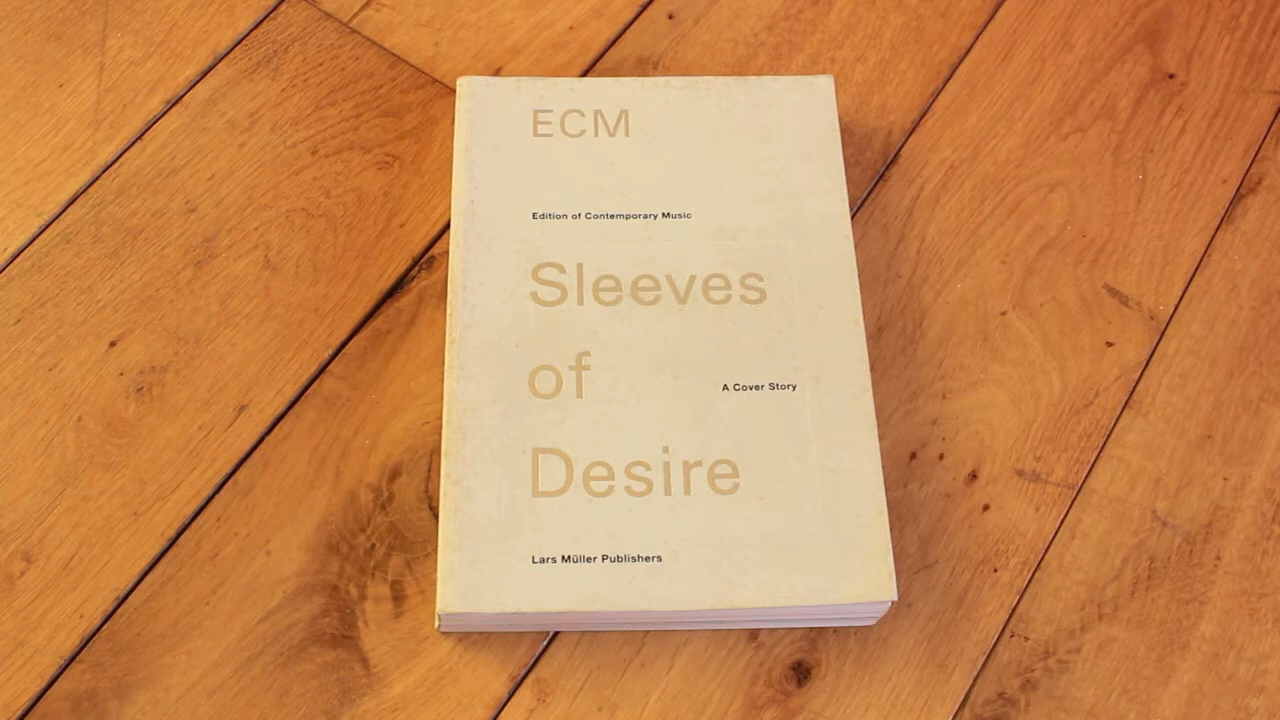 ECM
Edition of Contemporary Music
Sleeves
of
A Cover Story
Desire
Lars Müller Publishers